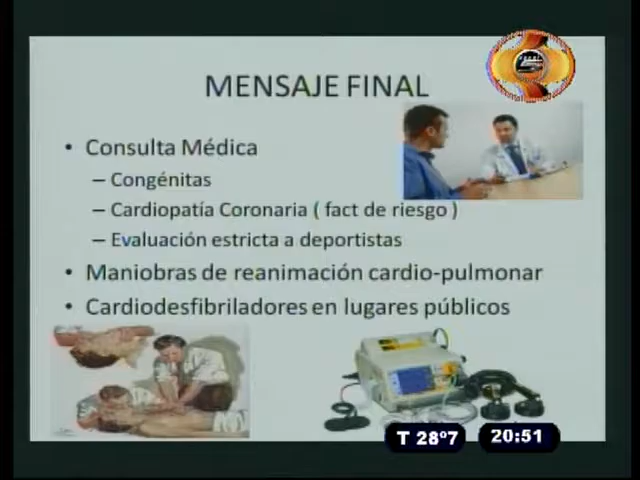 MENSAJE FINAL
• Consulta Médica
– Congénitas
– Cardiopatía Coronaria ( fact de riesgo )
– Evaluación estricta a deportistas
• Maniobras de reanimación cardio-pulmonar
• Cardiodesfibriladores en lugares públicos
T 28º7
20:51